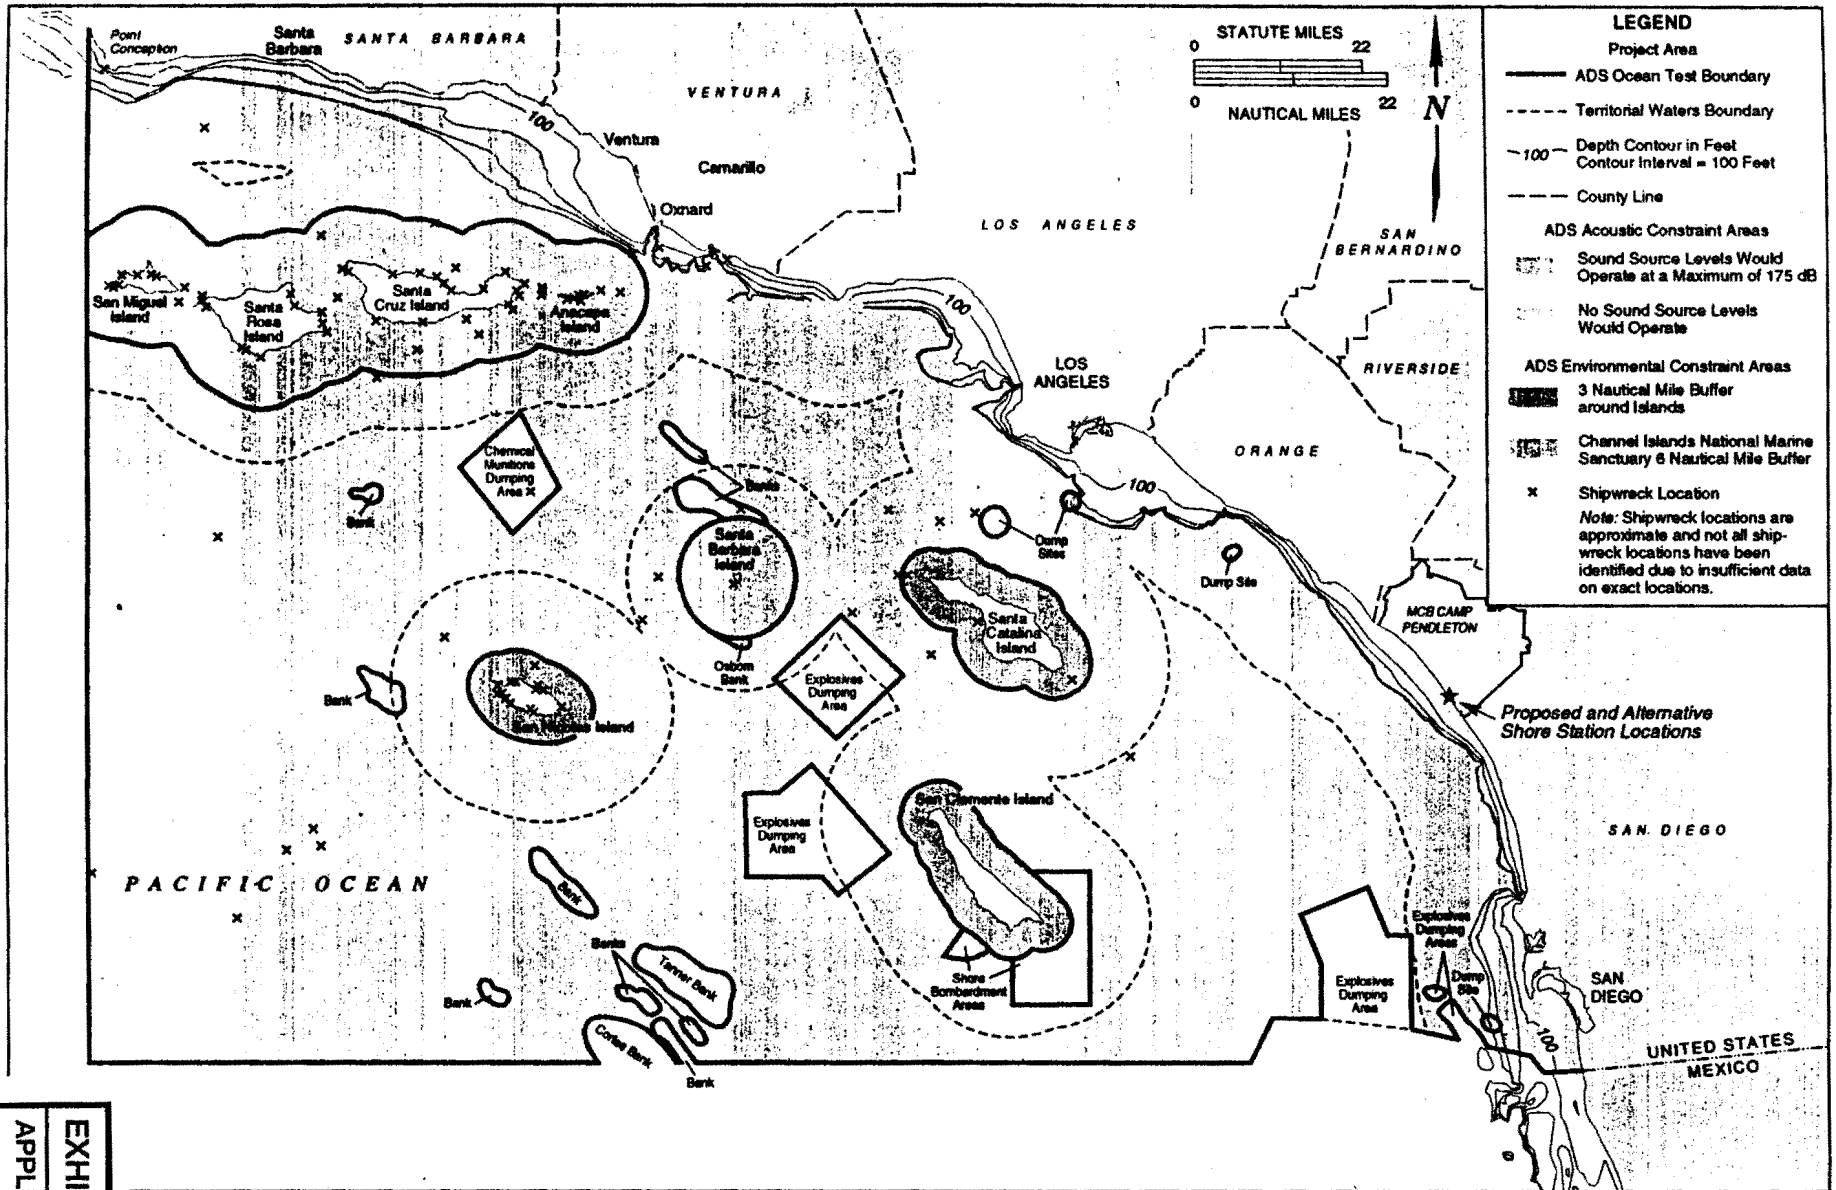 Point
Conception
Santa
Barbara
SANTA BARBARA
VENTURA
100
Ventura
Camarillo
Oxnard
STATUTE MILES
0 22
0 22
NAUTICAL MILES
N
LOS ANGELES
SAN
BERNARDINO
RIVERSIDE
ORANGE
LEGEND
Project Area
ADS Ocean Test Boundary
Territorial Waters Boundary
100
Depth Contour in Feet
Contour Interval = 100 Feet
County Line
ADS Acoustic Constraint Areas
Sound Source Levels Would
Operate at a Maximum of 175 dB
No Sound Source Levels
Would Operate
ADS Environmental Constraint Areas
3 Nautical Mile Buffer
around Islands
Channel Islands National Marine
Sanctuary 6 Nautical Mile Buffer
× Shipwreck Location
Note: Shipwreck locations are
approximate and not all ship-
wreck locations have been
identified due to insufficient data
on exact locations.
San Miguel
Island
Santa
Rosa
Island
Santa
Cruz Island
Anacapa
Island
100
LOS
ANGELES
100
Chemical
Munitions
Dumping
Area
Bank
Banks
Santa
Barbara
Island
Dump
Sites
Dump Site
Santa
Catalina
Island
MCB CAMP
PENDLETON
Osborn
Bank
Explosives
Dumping
Area
Bank
San Nicolas Island
Proposed and Alternative
Shore Station Locations
San Clemente Island
Explosives
Dumping
Area
SAN DIEGO
PACIFIC OCEAN
Bank
Banks
Tanner Bank
Bank
Cortes Bank
Bank
Shore
Bombardment
Areas
Explosives
Dumping
Areas
Dump
Site
Explosives
Dumping
Area
SAN
DIEGO
100
UNITED STATES
MEXICO
EXHI
APPL